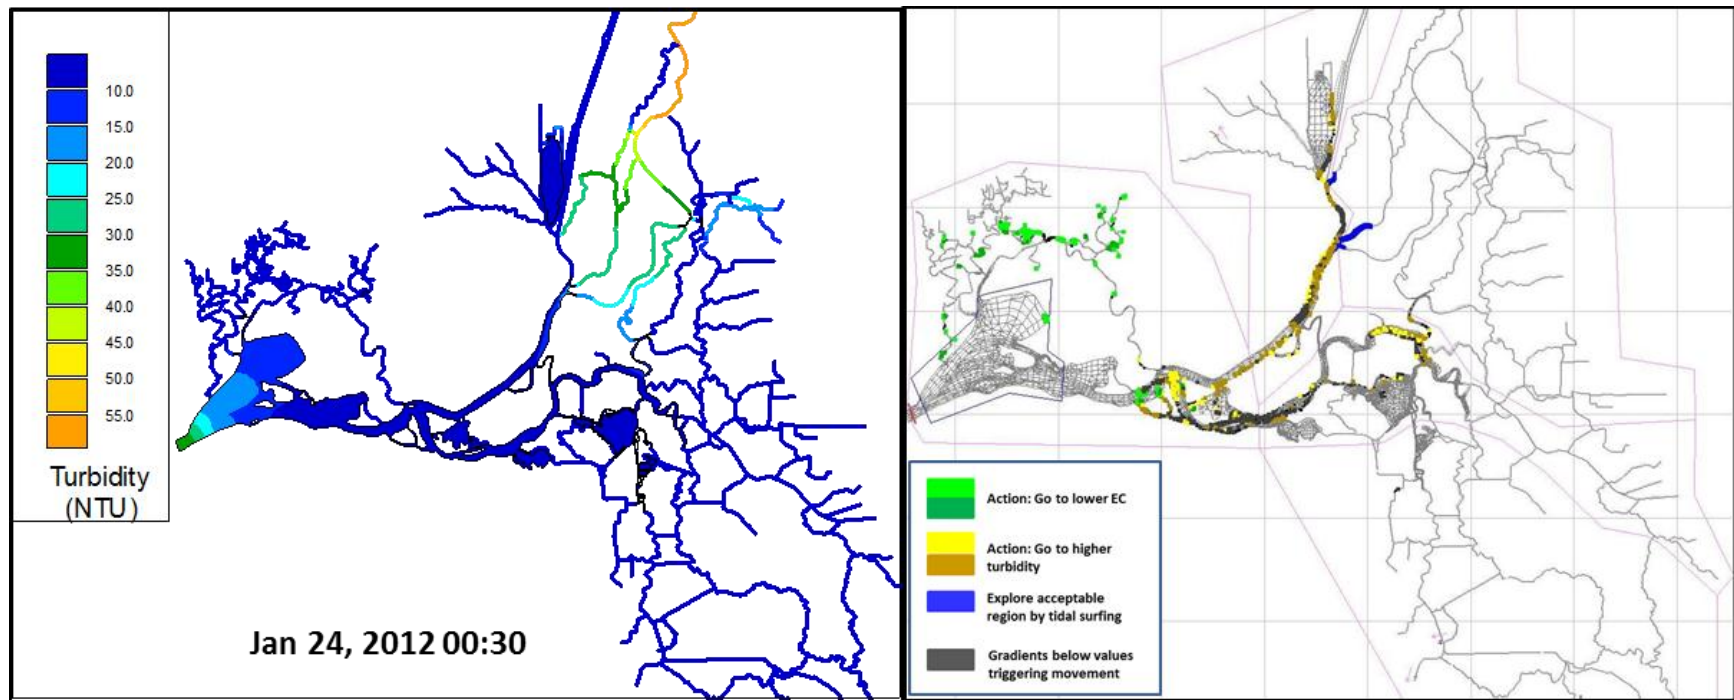 10.0
15.0
20.0
25.0
30.0
35.0
40.0
45.0
50.0
55.0
Turbidity
(NTU)
Jan 24, 2012 00:30
Action: Go to lower EC
Action: Go to higher
turbidity
Explore acceptable
region by tidal surfing
Gradients below values
triggering movement